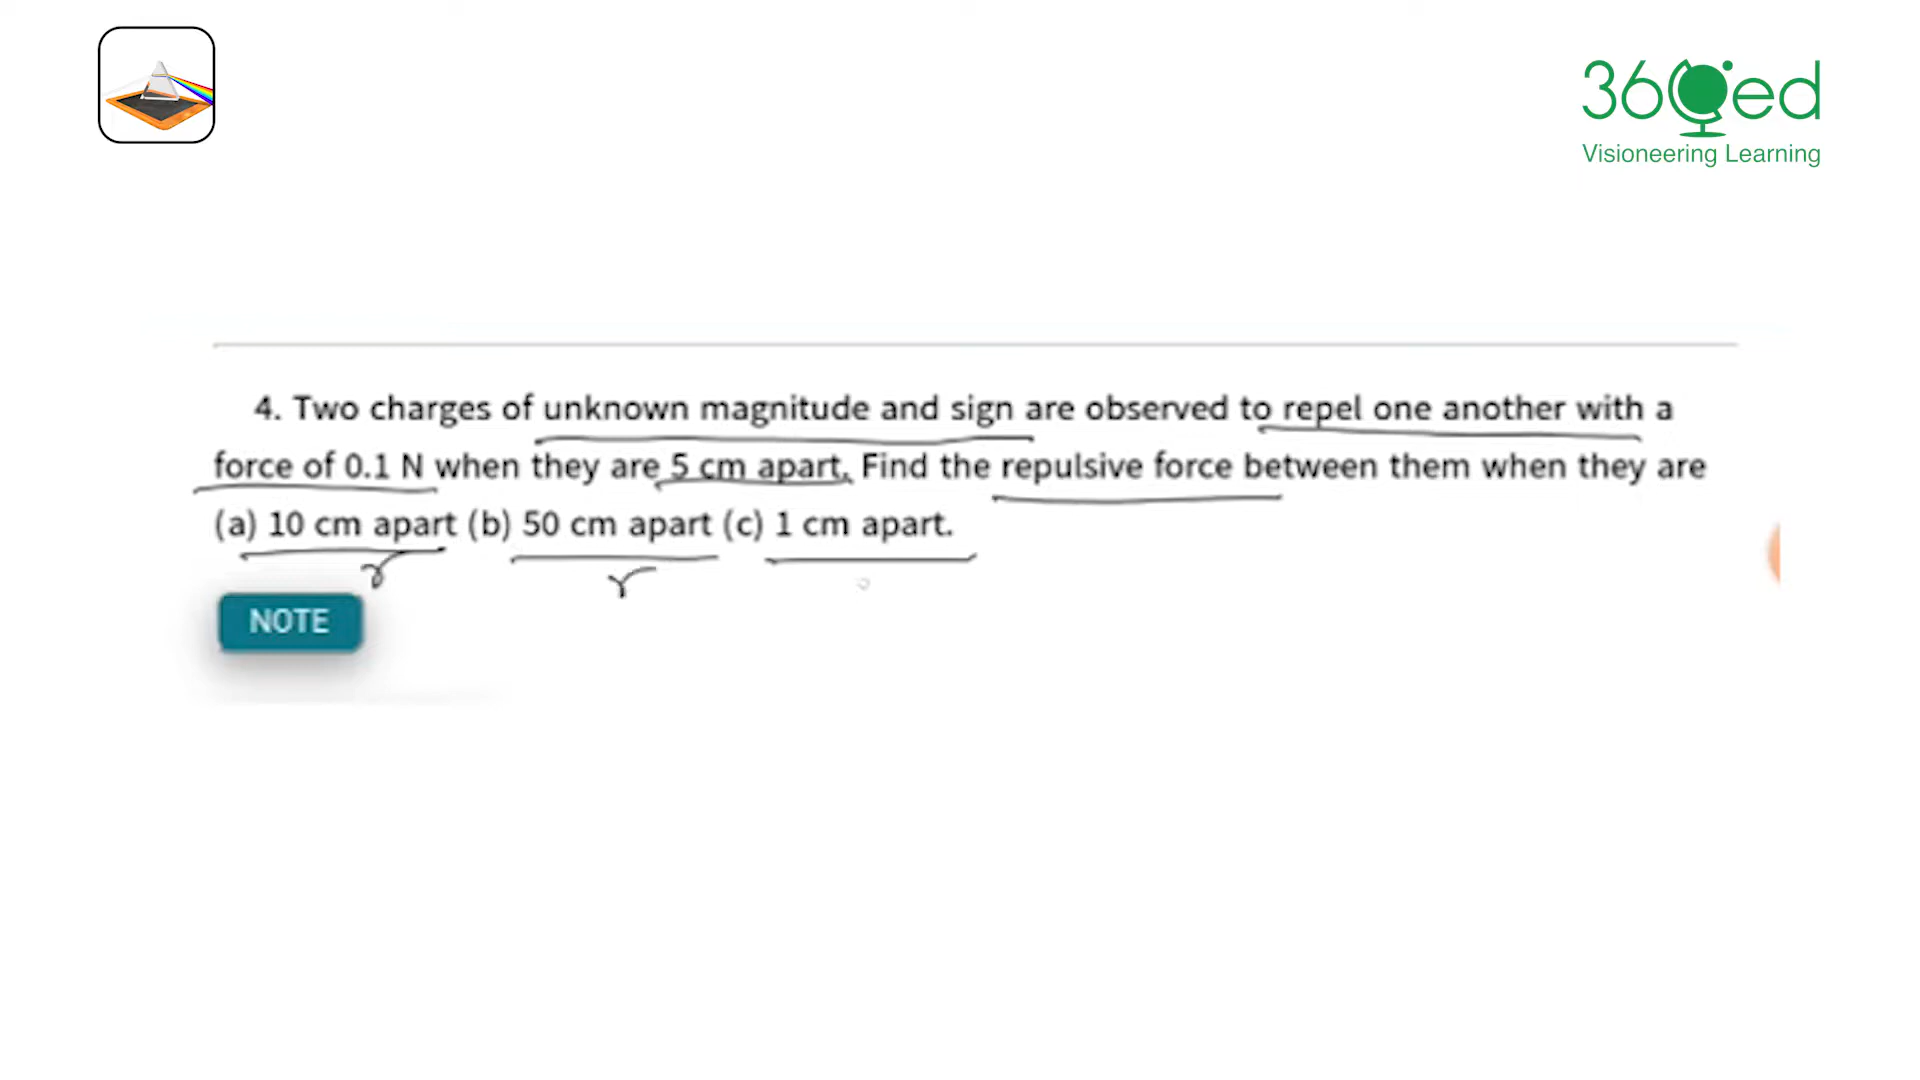 360ed
Visioneering Learning
4. Two charges of unknown magnitude and sign are observed to repel one another with a
force of 0.1 N when they are 5 cm apart. Find the repulsive force between them when they are
(a) 10 cm apart (b) 50 cm apart (c) 1 cm apart.
r r
NOTE